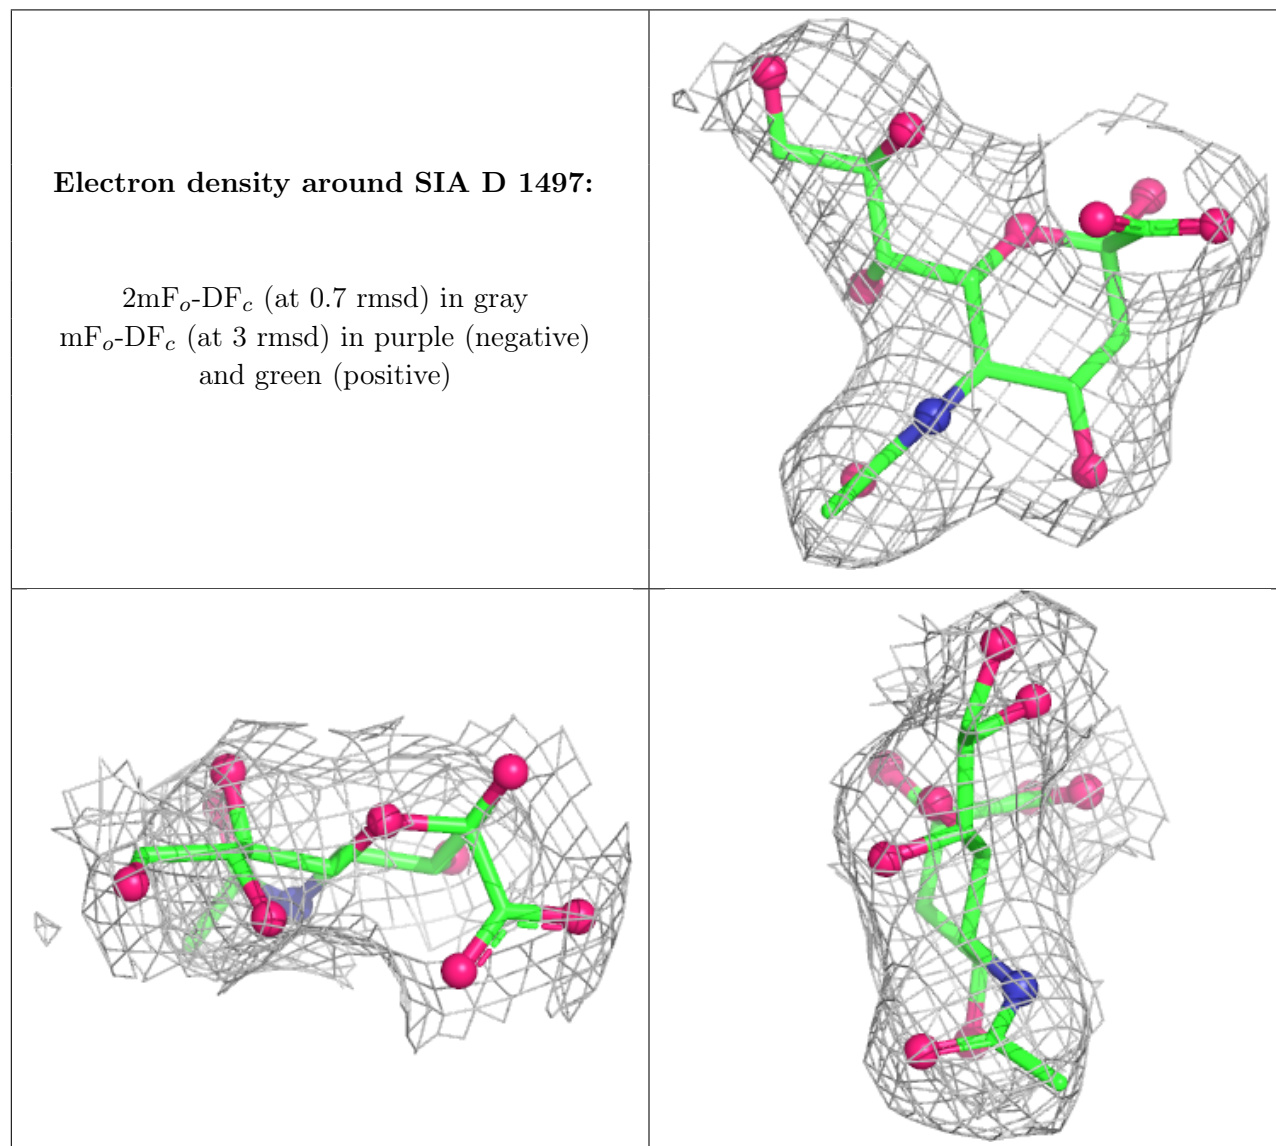 Electron density around SIA D 1497:
2mFo-DFc (at 0.7 rmsd) in gray
mFo-DFc (at 3 rmsd) in purple (negative)
and green (positive)